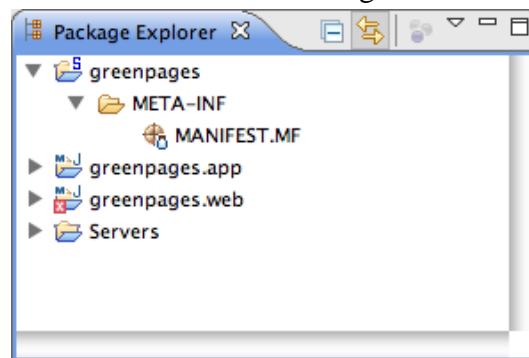 Package Explorer
greenpages
META-INF
MANIFEST.MF
greenpages.app
greenpages.web
Servers